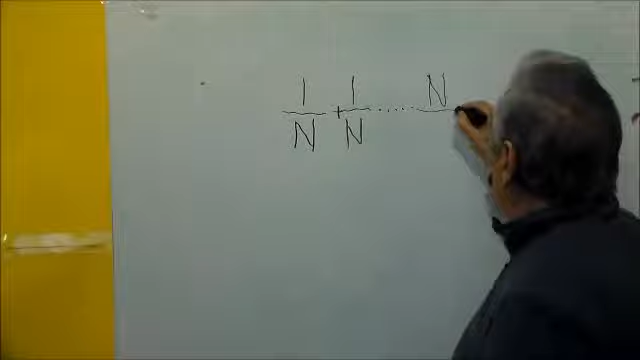 1/N + 1/N ...... N/